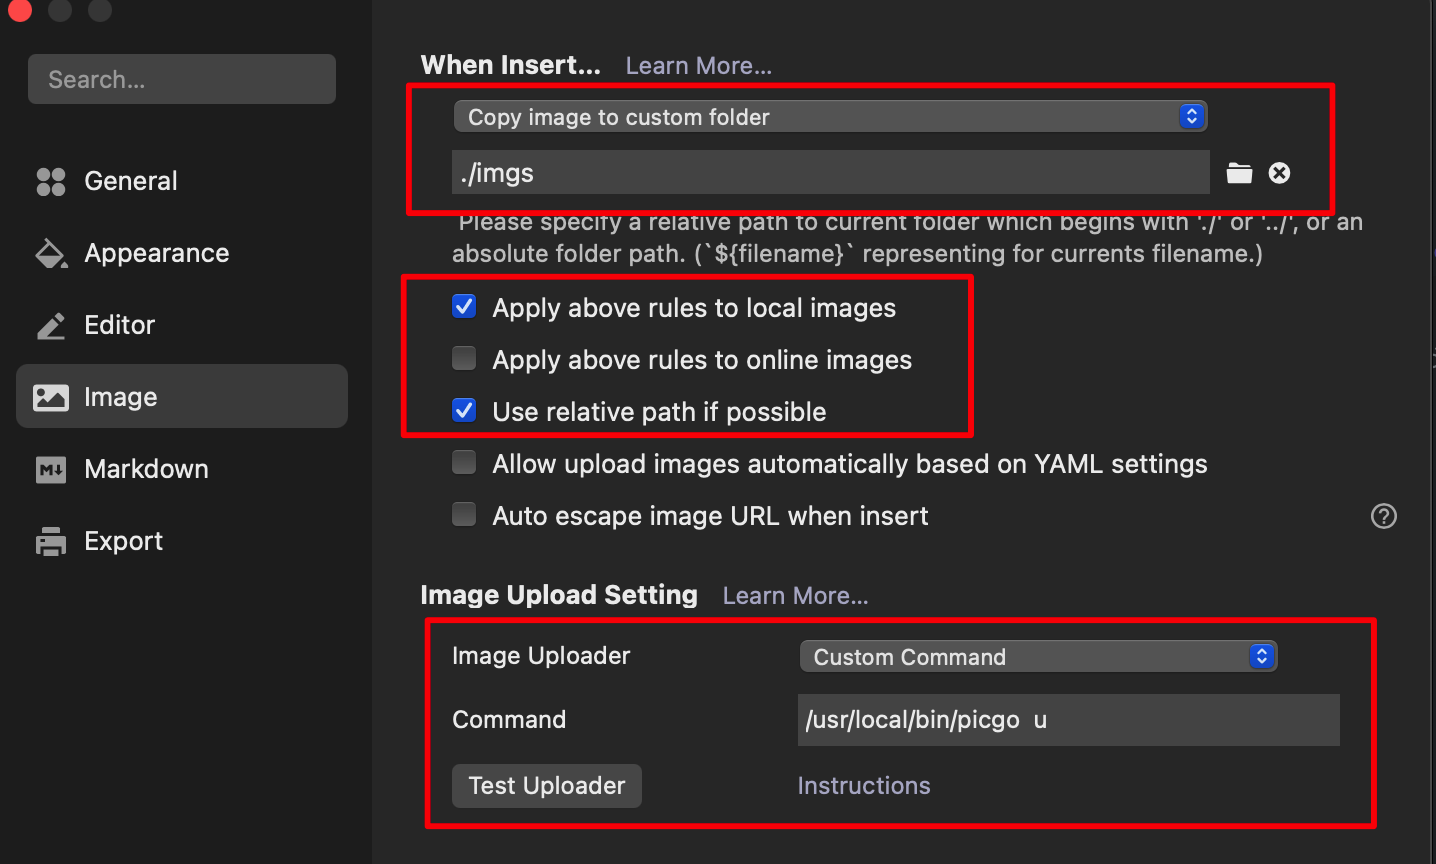 Search...
General
Appearance
Editor
Image
Markdown
Export
When Insert... Learn More...
Copy image to custom folder
./imgs
Please specify a relative path to current folder which begins with './' or '../', or an
absolute folder path. (`${filename}` representing for currents filename.)
Apply above rules to local images
Apply above rules to online images
Use relative path if possible
Allow upload images automatically based on YAML settings
Auto escape image URL when insert
?
Image Upload Setting Learn More...
Image Uploader Custom Command
Command /usr/local/bin/picgo u
Test Uploader Instructions